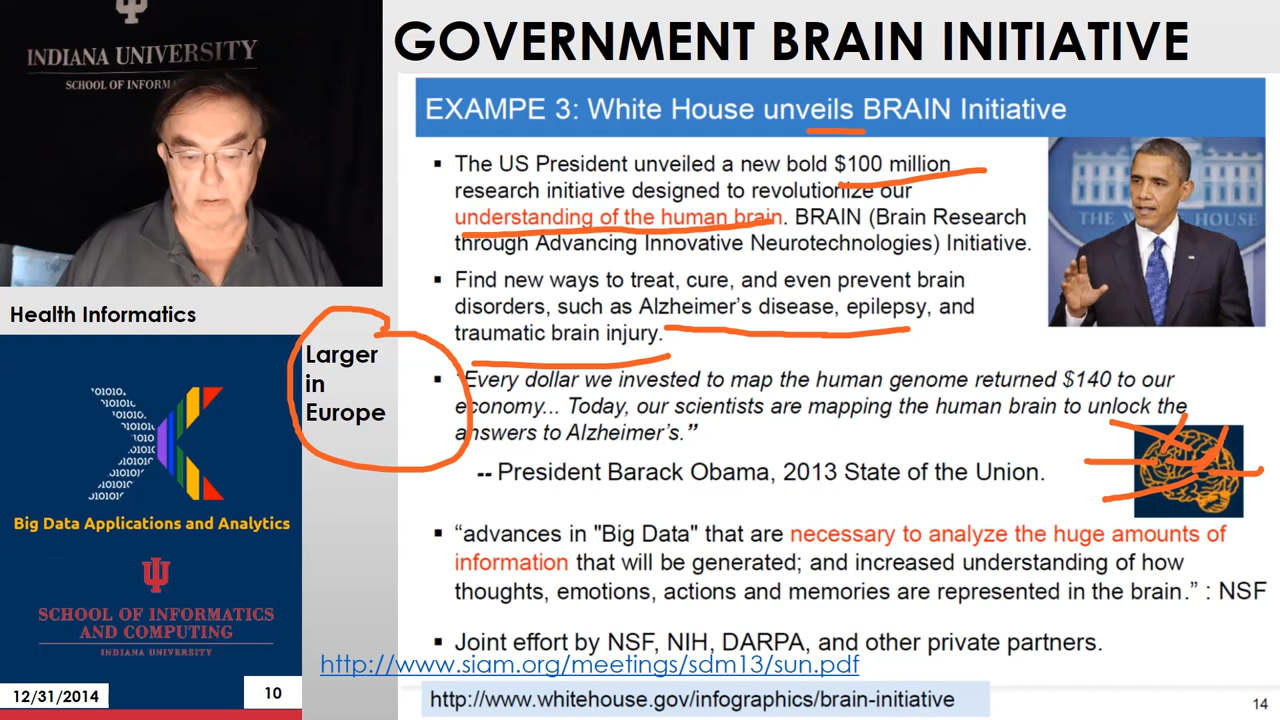 INDIANA UNIVERSITY
SCHOOL OF INFORMA
GOVERNMENT BRAIN INITIATIVE
EXAMPE 3: White House unveils BRAIN Initiative
▪ The US President unveiled a new bold $100 million
research initiative designed to revolutionize our
understanding of the human brain. BRAIN (Brain Research
through Advancing Innovative Neurotechnologies) Initiative.
▪ Find new ways to treat, cure, and even prevent brain
disorders, such as Alzheimer's disease, epilepsy, and
traumatic brain injury.
▪ "Every dollar we invested to map the human genome returned $140 to our
economy... Today, our scientists are mapping the human brain to unlock the
answers to Alzheimer's."
-- President Barack Obama, 2013 State of the Union.
▪ “advances in "Big Data" that are necessary to analyze the huge amounts of
information that will be generated; and increased understanding of how
thoughts, emotions, actions and memories are represented in the brain.” : NSF
▪ Joint effort by NSF, NIH, DARPA, and other private partners.
http://www.siam.org/meetings/sdm13/sun.pdf
http://www.whitehouse.gov/infographics/brain-initiative
14
THE WHITE HOUSE
Health Informatics
Larger
in
Europe
Big Data Applications and Analytics
SCHOOL OF INFORMATICS
AND COMPUTING
INDIANA UNIVERSITY
12/31/2014
10